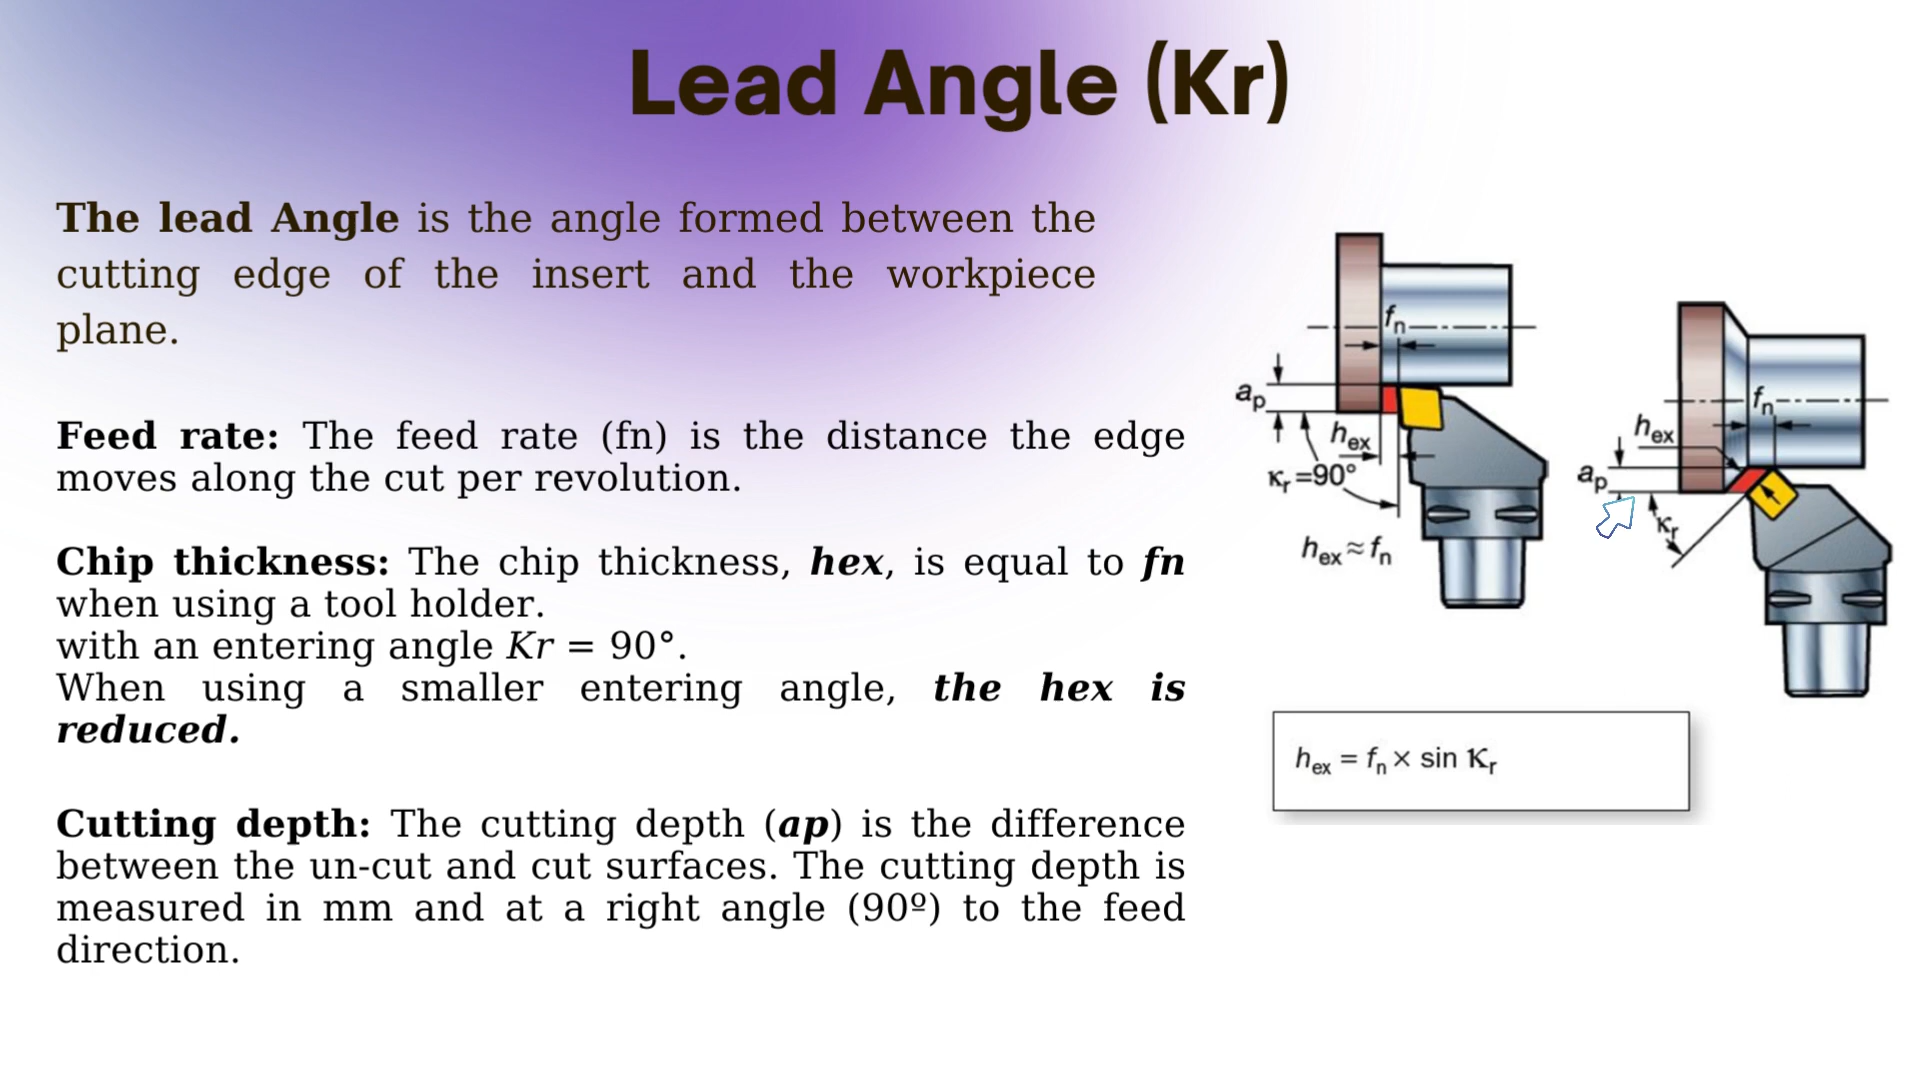 Lead Angle (Kr)
The lead Angle is the angle formed between the
cutting edge of the insert and the workpiece
plane.
Feed rate: The feed rate (fn) is the distance the edge
moves along the cut per revolution.
Chip thickness: The chip thickness, hex, is equal to fn
when using a tool holder.
with an entering angle Kr = 90°.
When using a smaller entering angle, the hex is
reduced.
Cutting depth: The cutting depth (ap) is the difference
between the un-cut and cut surfaces. The cutting depth is
measured in mm and at a right angle (90º) to the feed
direction.
fn
ap
hex
κr =90°
hex ≈ fn
fn
hex
ap
κr
hex = fn × sin κr